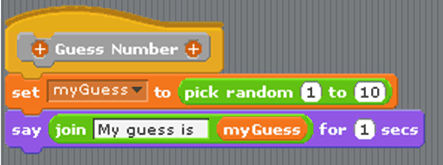 + Guess Number +
set myGuess to pick random 1 to 10
say join My guess is myGuess for 1 secs